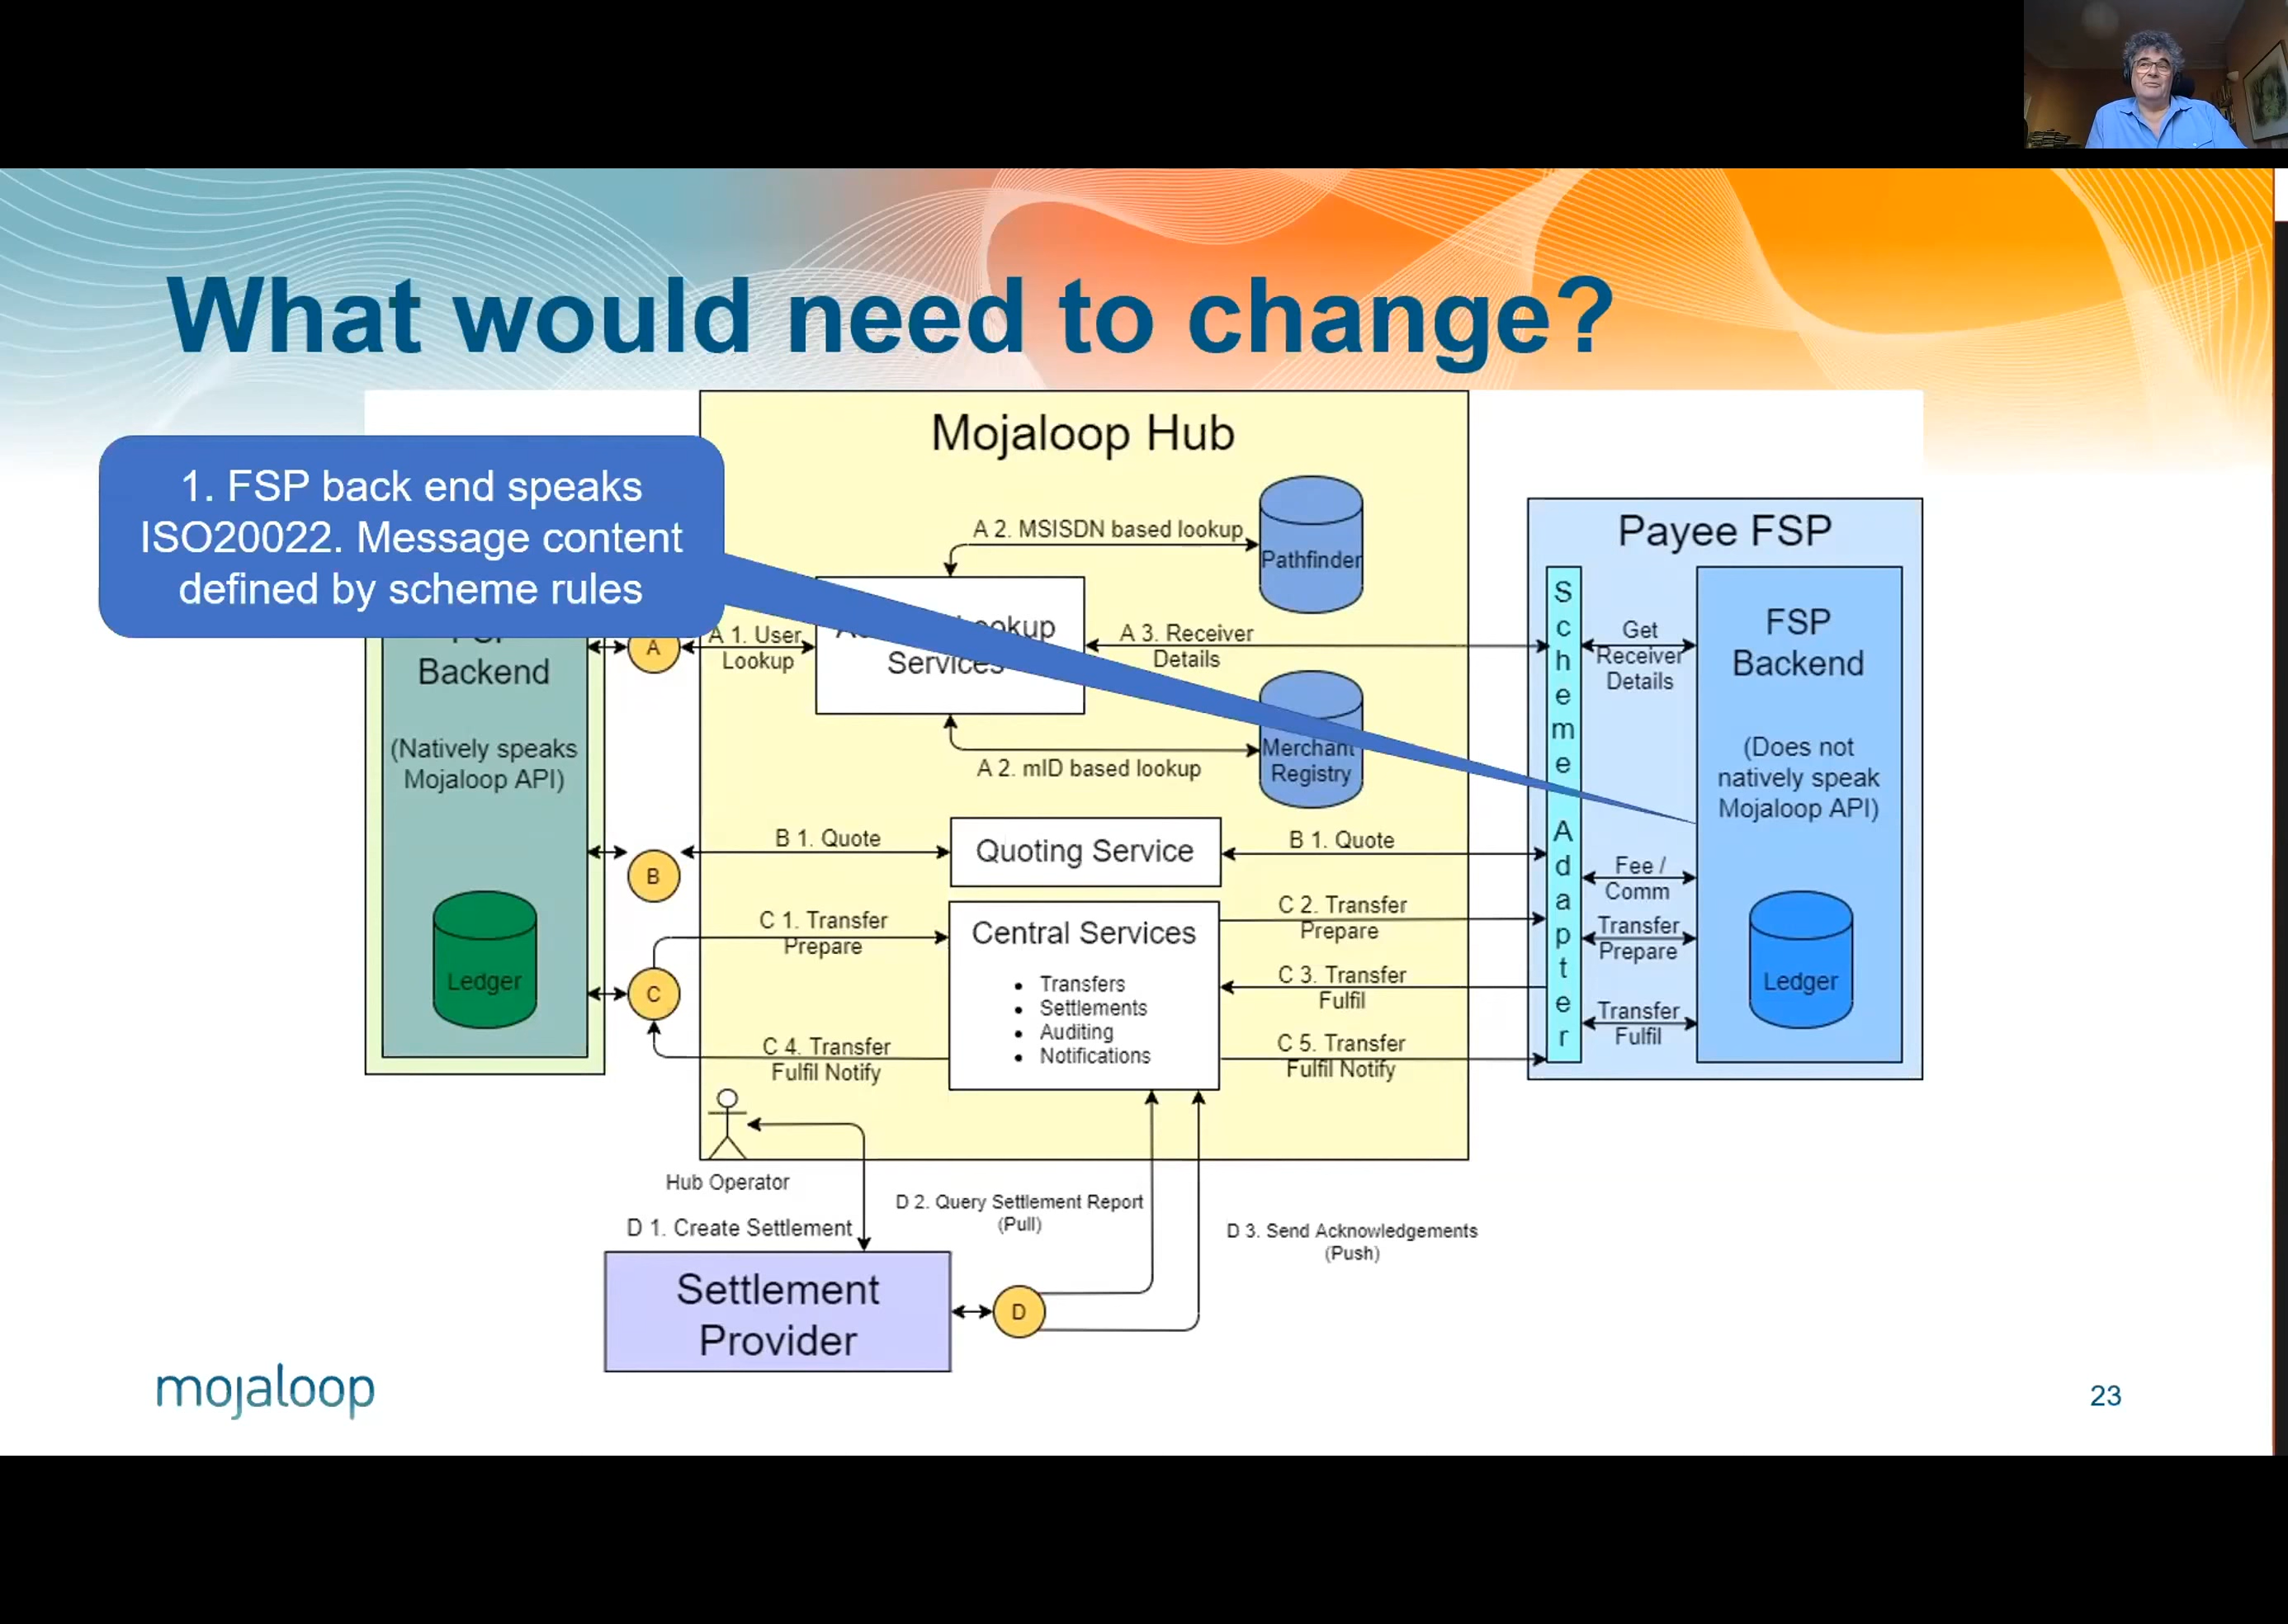 What would need to change?
Mojaloop Hub
1. FSP back end speaks
ISO20022. Message content
defined by scheme rules
A 2. MSISDN based lookup
Pathfinder
Payee FSP
Backend
(Natively speaks
Mojaloop API)
Ledger
A
A 1. User
Lookup
Services
A 3. Receiver
Details
A 2. mID based lookup
Merchant
Registry
Scheme Adapter
Get
Receiver
Details
FSP
Backend
(Does not
natively speak
Mojaloop API)
B
B 1. Quote
Quoting Service
B 1. Quote
Fee /
Comm
C
C 1. Transfer
Prepare
Central Services
• Transfers
• Settlements
• Auditing
• Notifications
C 2. Transfer
Prepare
Transfer
Prepare
C 3. Transfer
Fulfil
Transfer
Fulfil
Ledger
C 4. Transfer
Fulfil Notify
C 5. Transfer
Fulfil Notify
Hub Operator
D 1. Create Settlement
D 2. Query Settlement Report
(Pull)
D 3. Send Acknowledgements
(Push)
Settlement
Provider
D
mojaloop
23